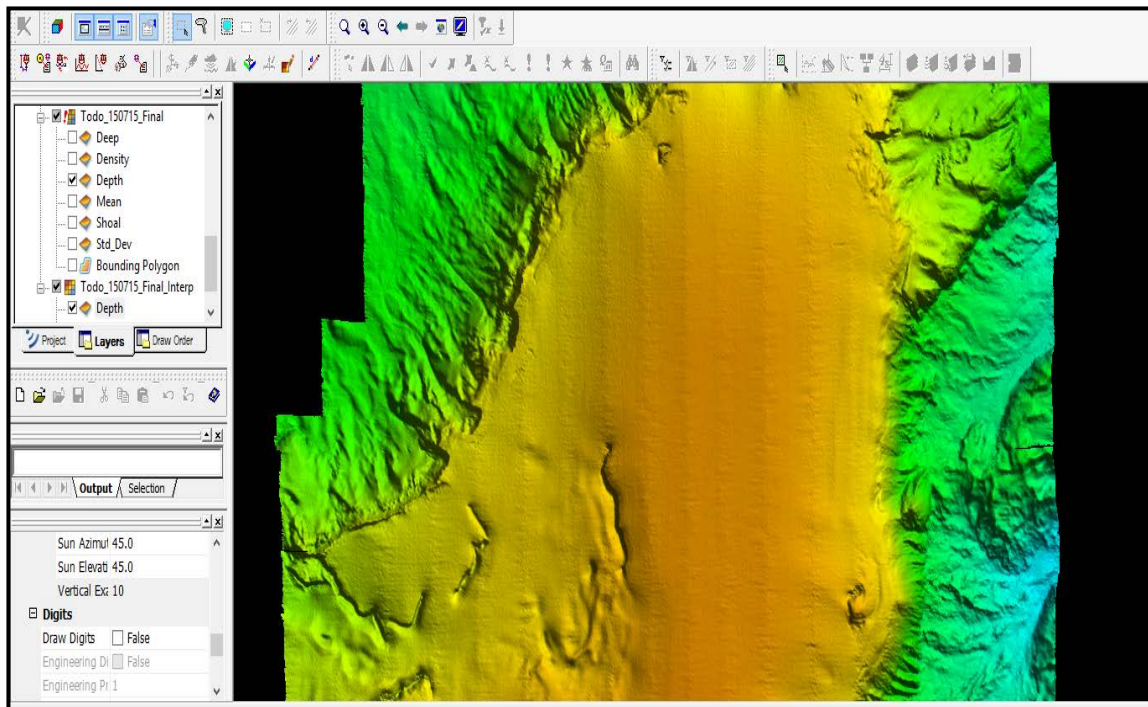 Todo_150715_Final
Deep
Density
Depth
Mean
Shoal
Std_Dev
Bounding Polygon
Todo_150715_Final_Interp
Depth
Project Layers Draw Order
Output Selection
Sun Azimut 45.0
Sun Elevati 45.0
Vertical Exa 10
Digits
Draw Digits False
Engineering Di False
Engineering Pr 1